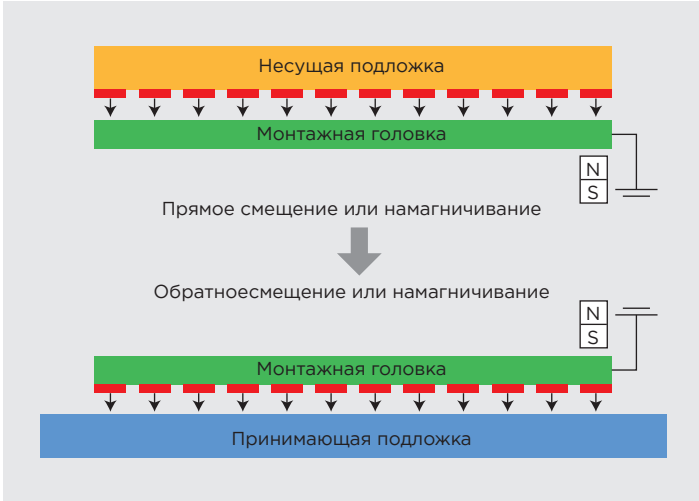 Несущая подложка
Монтажная головка
N
S
Прямое смещение или намагничивание
Обратноесмещение или намагничивание
N
S
Монтажная головка
Принимающая подложка